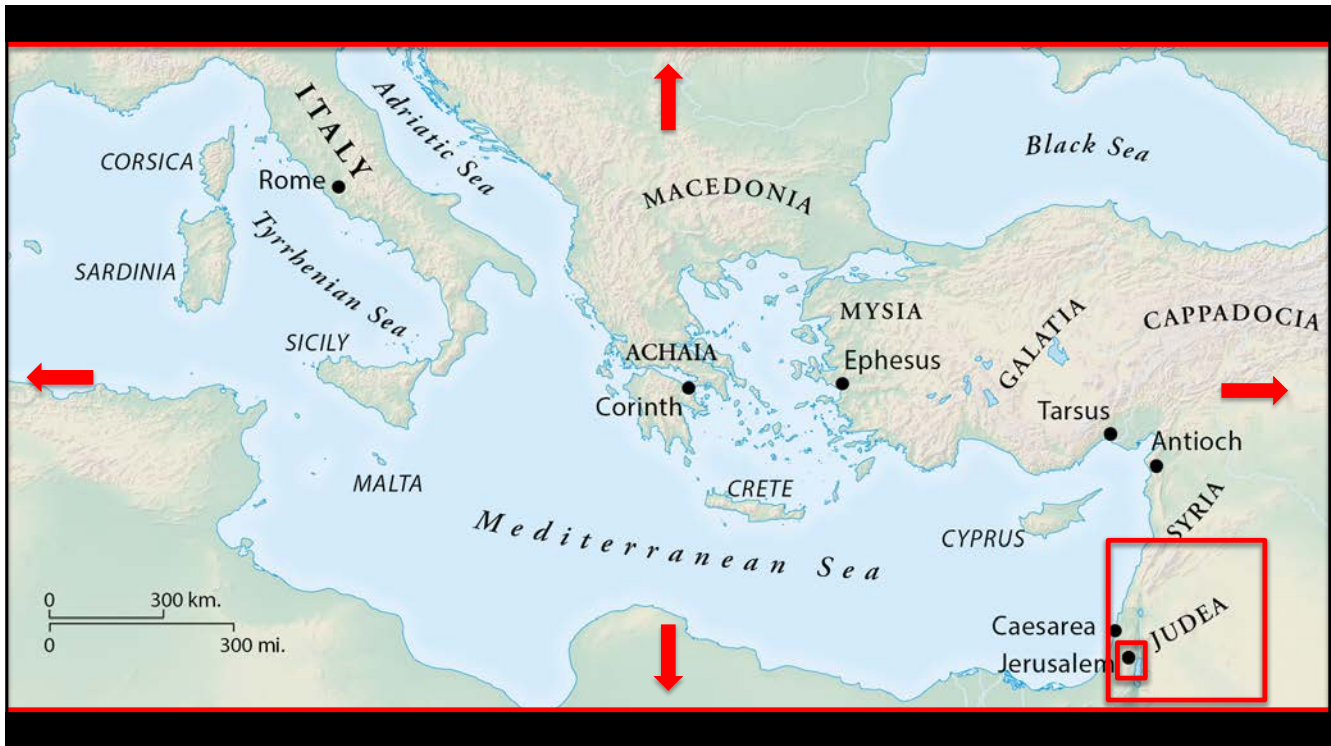 ITALY
Adriatic Sea
Black Sea
CORSICA
Rome
MACEDONIA
Tyrrhenian Sea
SARDINIA
MYSIA
GALATIA
CAPPADOCIA
SICILY
ACHAIA
Ephesus
Corinth
Tarsus
Antioch
MALTA
CRETE
SYRIA
Mediterranean Sea
CYPRUS
0 300 km.
0 300 mi.
Caesarea
JUDEA
Jerusalem